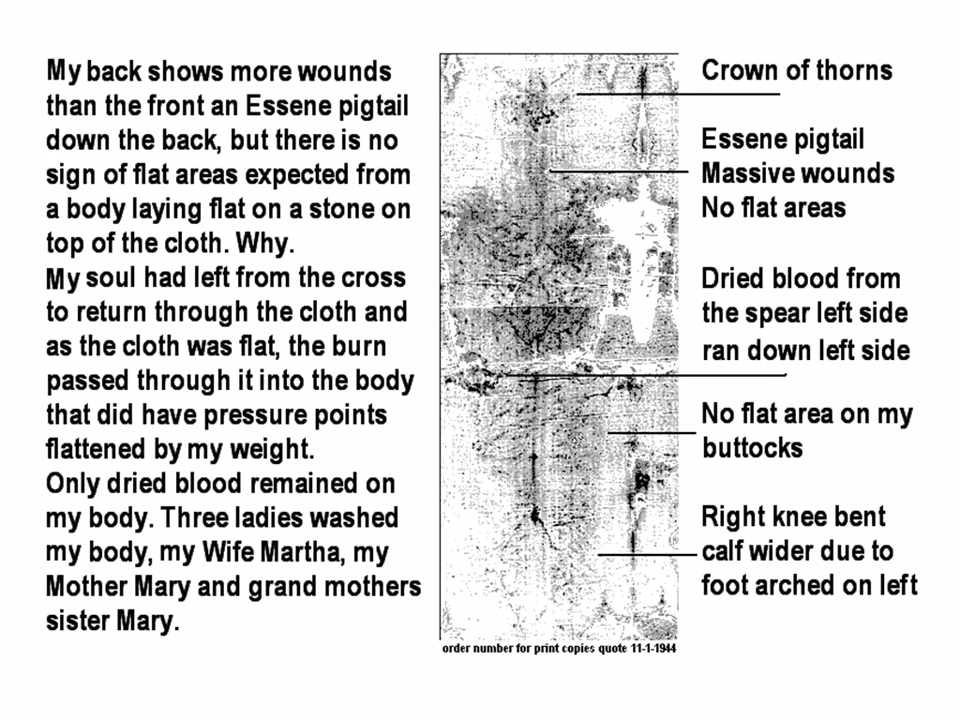 My back shows more wounds
than the front an Essene pigtail
down the back, but there is no
sign of flat areas expected from
a body laying flat on a stone on
top of the cloth. Why.
My soul had left from the cross
to return through the cloth and
as the cloth was flat, the burn
passed through it into the body
that did have pressure points
flattened by my weight.
Only dried blood remained on
my body. Three ladies washed
my body, my Wife Martha, my
Mother Mary and grand mothers
sister Mary.
Crown of thorns
Essene pigtail
Massive wounds
No flat areas
Dried blood from
the spear left side
ran down left side
No flat area on my
buttocks
Right knee bent
calf wider due to
foot arched on left
order number for print copies quote 11-1-1944